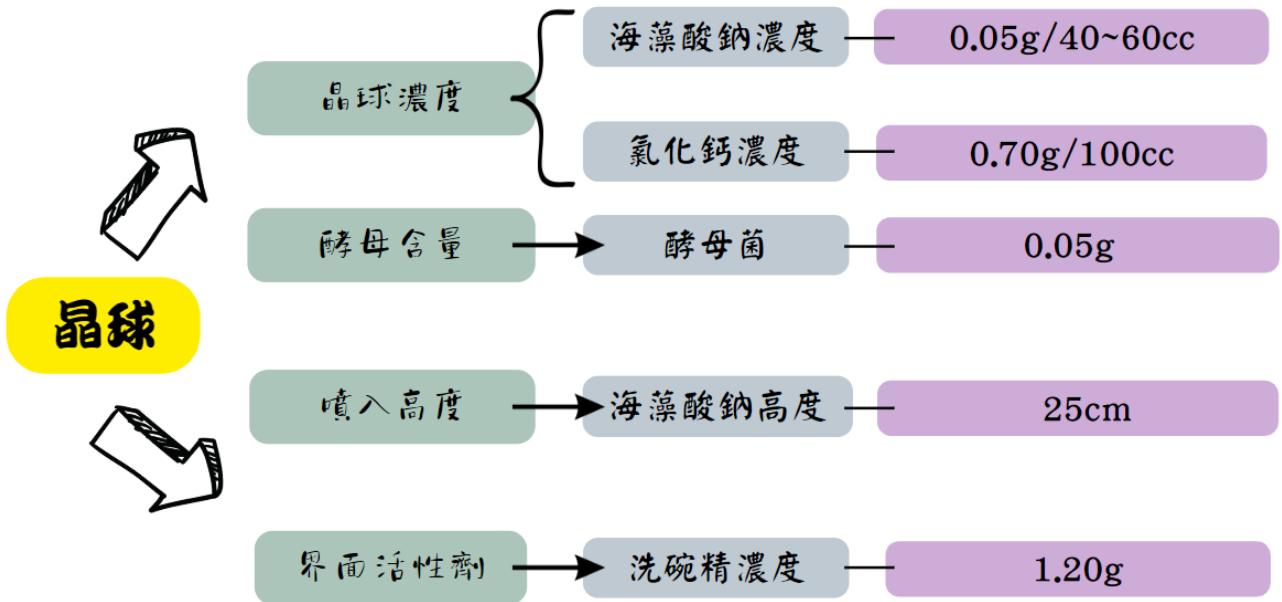 晶球
晶球濃度
海藻酸鈉濃度
0.05g/40~60cc
氯化鈣濃度
0.70g/100cc
酵母含量
酵母菌
0.05g
噴入高度
海藻酸鈉高度
25cm
界面活性劑
洗碗精濃度
1.20g